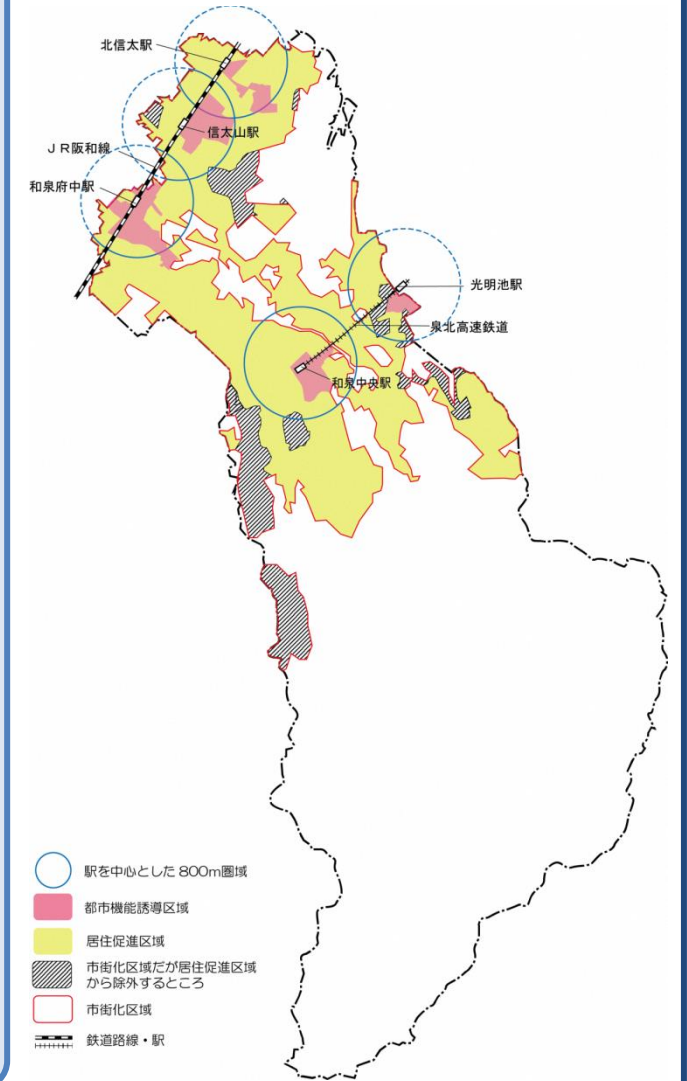 北信太駅
信太山駅
ＪＲ阪和線
和泉府中駅
光明池駅
泉北高速鉄道
和泉中央駅
駅を中心とした800m圏域
都市機能誘導区域
居住促進区域
市街化区域だが居住促進区域
から除外するところ
市街化区域
鉄道路線・駅